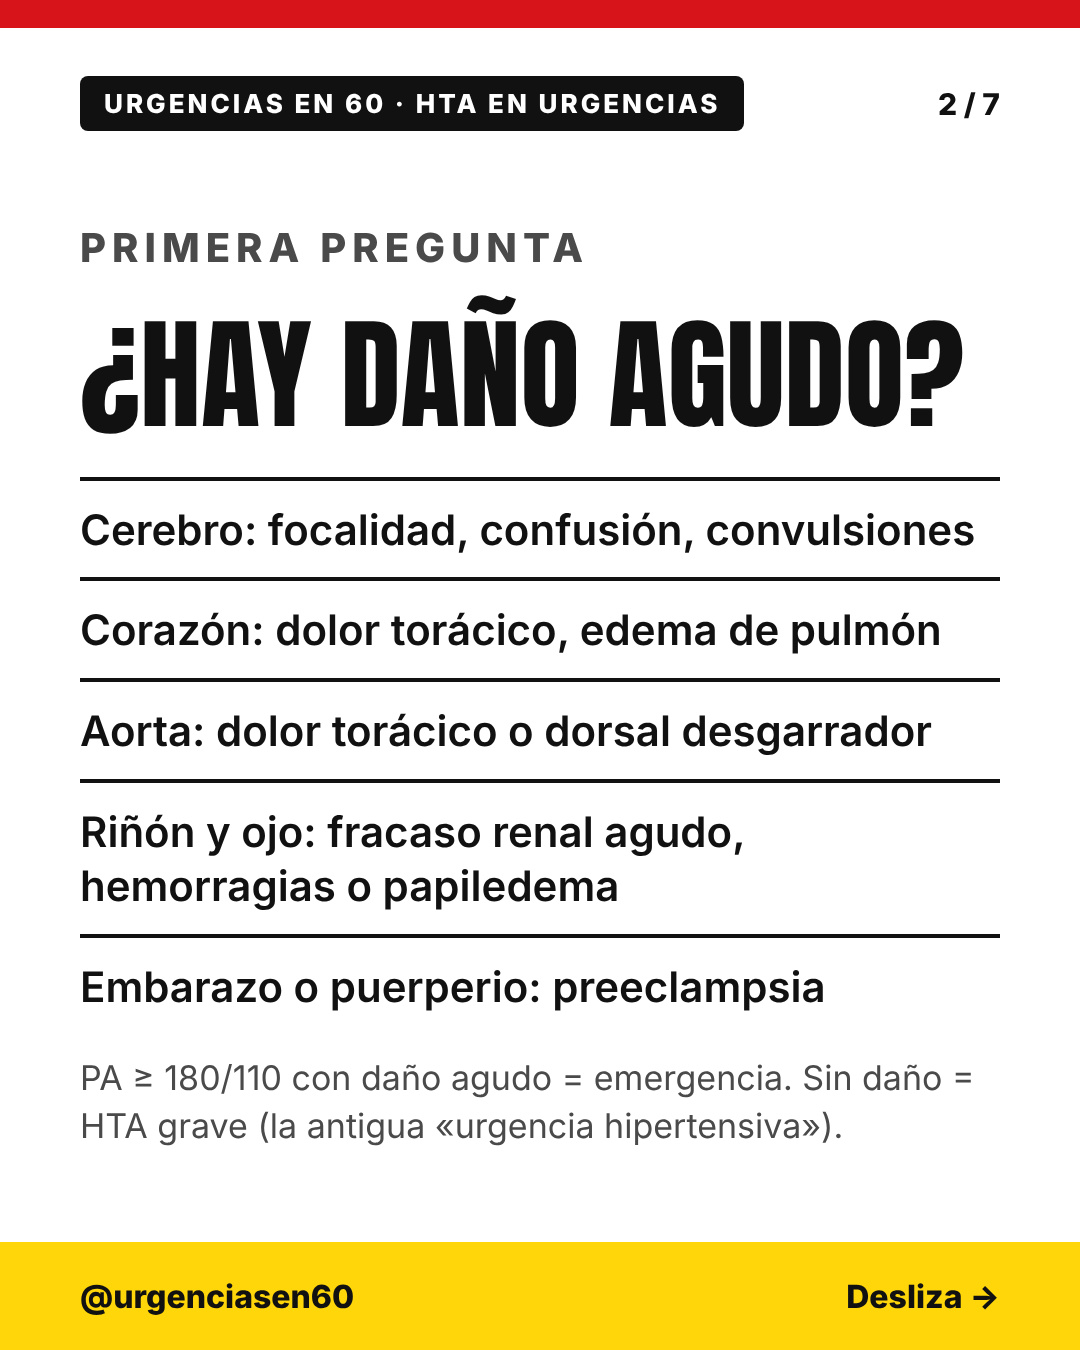 URGENCIAS EN 60 · HTA EN URGENCIAS
2 / 7
PRIMERA PREGUNTA
¿HAY DAÑO AGUDO?
Cerebro: focalidad, confusión, convulsiones
Corazón: dolor torácico, edema de pulmón
Aorta: dolor torácico o dorsal desgarrador
Riñón y ojo: fracaso renal agudo,
hemorragias o papiledema
Embarazo o puerperio: preeclampsia
PA ≥ 180/110 con daño agudo = emergencia. Sin daño =
HTA grave (la antigua «urgencia hipertensiva»).
@urgenciasen60
Desliza →